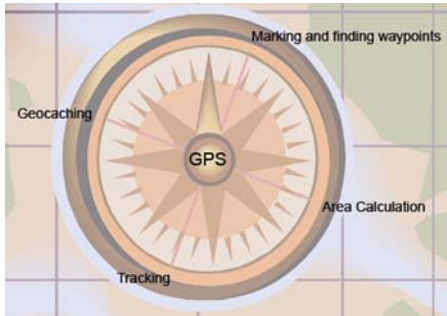 Marking and finding waypoints
Geocaching
GPS
Area Calculation
Tracking